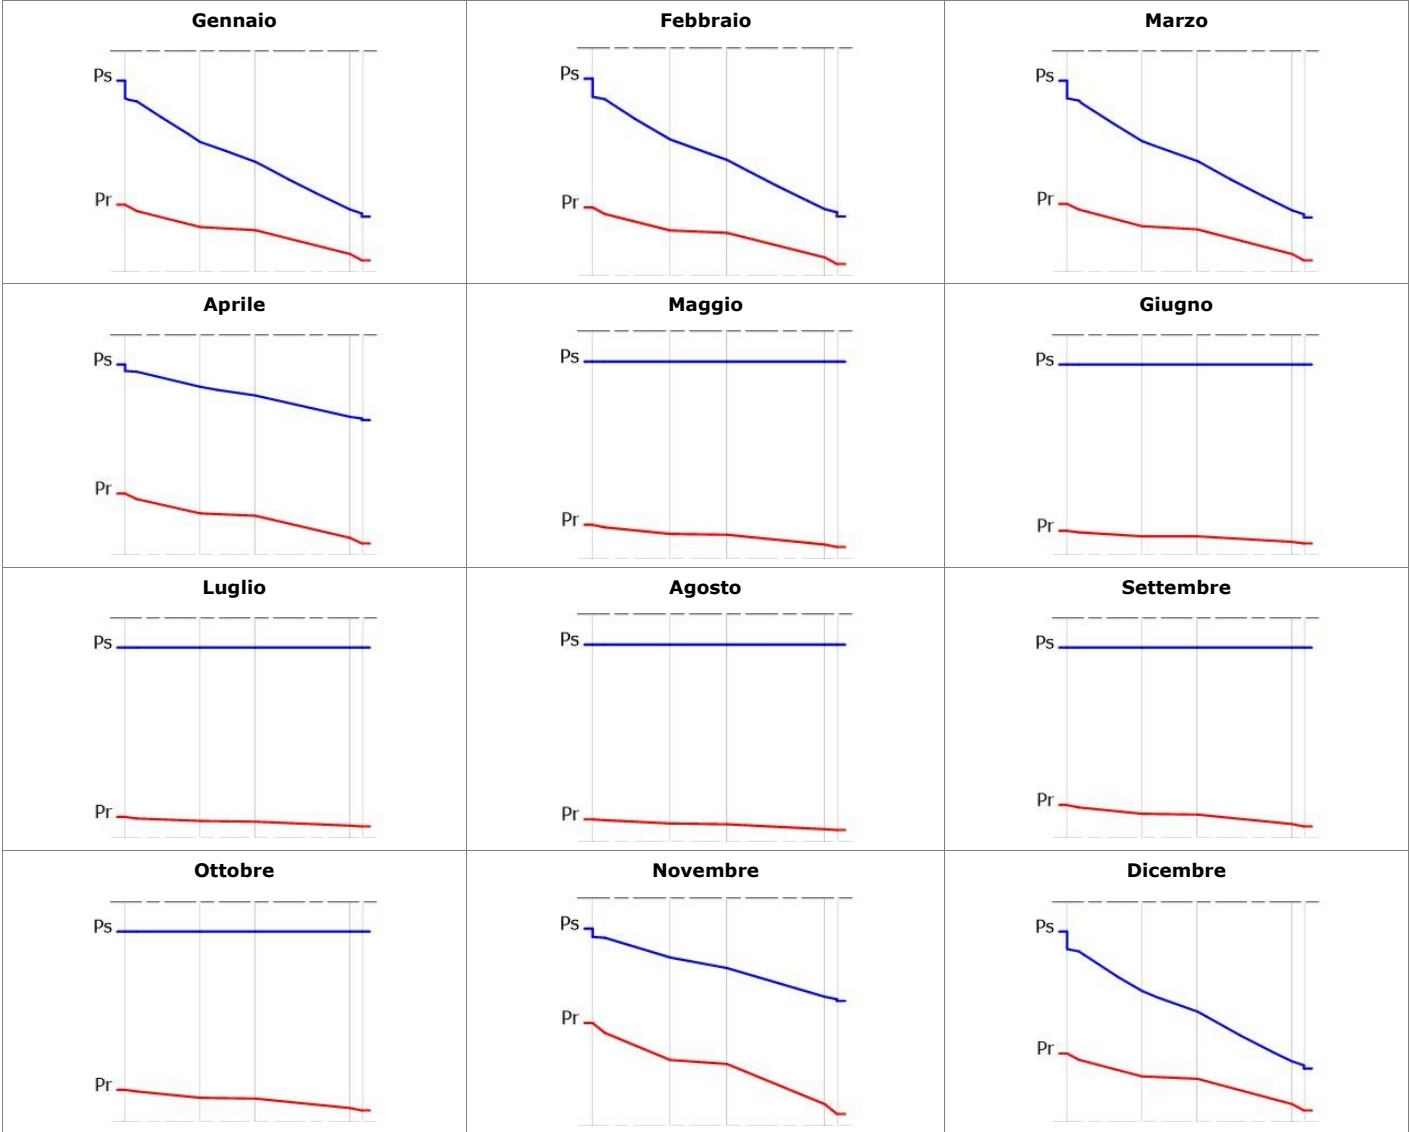 Gennaio
Febbraio
Marzo
Ps
Pr
Ps
Pr
Ps
Pr
Aprile
Maggio
Giugno
Ps
Pr
Ps
Pr
Ps
Pr
Luglio
Agosto
Settembre
Ps
Pr
Ps
Pr
Ps
Pr
Ottobre
Novembre
Dicembre
Ps
Pr
Ps
Pr
Ps
Pr